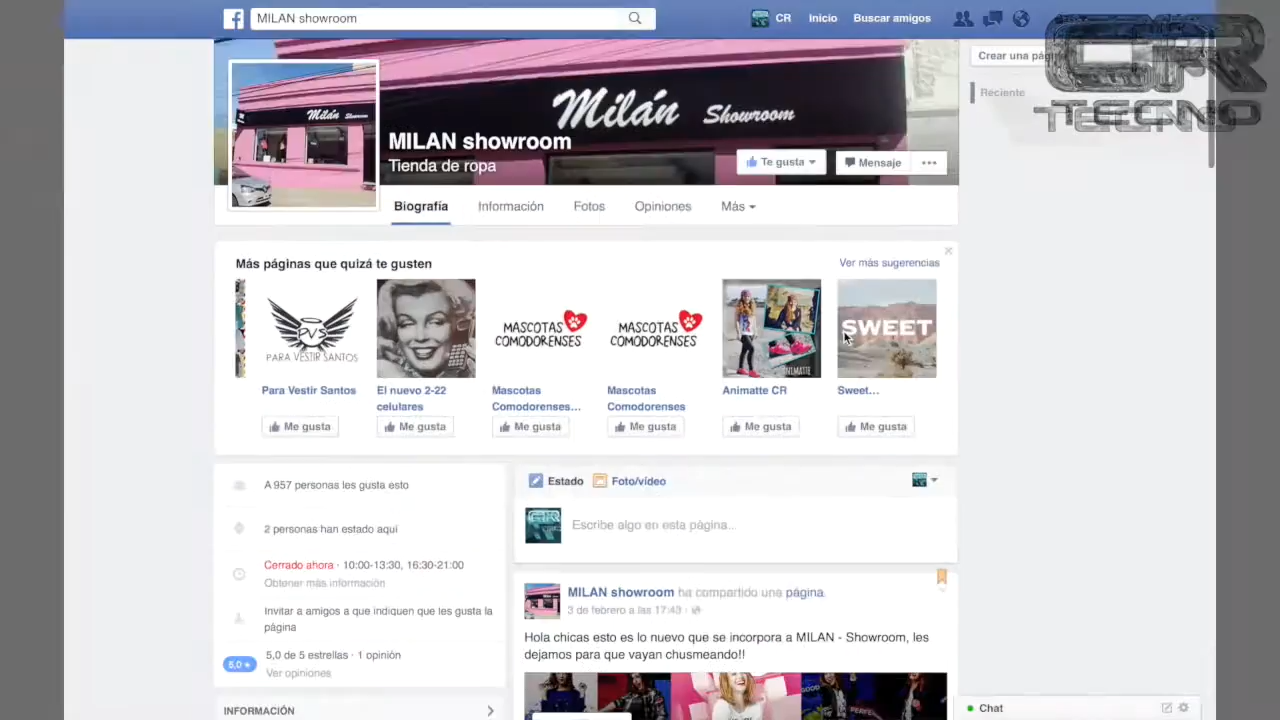 MILAN showroom
CR
Inicio
Buscar amigos
CR
TECNO
Crear una pág
Reciente
Milán Showroom
Milán Showroom
MILAN showroom
Tienda de ropa
Te gusta
Mensaje
Biografía
Información
Fotos
Opiniones
Más
Más páginas que quizá te gusten
Ver más sugerencias
PVS
PARA VESTIR SANTOS
MASCOTAS
COMODORENSES
MASCOTAS
COMODORENSES
ANIMATTE
SWEET
Para Vestir Santos
El nuevo 2-22
celulares
Mascotas
Comodorenses...
Mascotas
Comodorenses
Animatte CR
Sweet...
Me gusta
Me gusta
Me gusta
Me gusta
Me gusta
Me gusta
A 957 personas les gusta esto
2 personas han estado aquí
Cerrado ahora · 10:00-13:30, 16:30-21:00
Obtener más información
Invitar a amigos a que indiquen que les gusta la
página
5,0
5,0 de 5 estrellas · 1 opinión
Ver opiniones
INFORMACIÓN
Estado
Foto/vídeo
Escribe algo en esta página...
MILAN showroom ha compartido una página.
3 de febrero a las 17:43 ·
Hola chicas esto es lo nuevo que se incorpora a MILAN - Showroom, les
dejamos para que vayan chusmeando!!
Chat